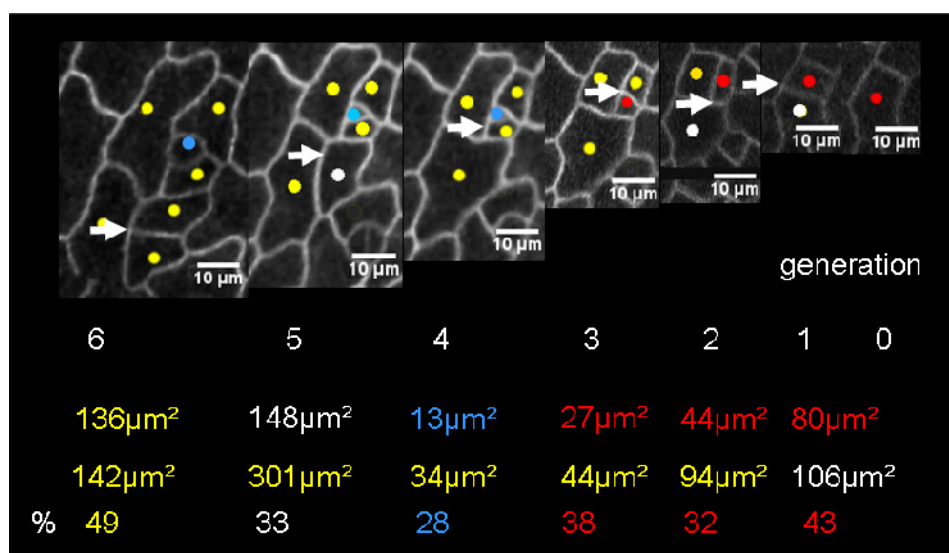 10 μm 10 μm 10 μm 10 μm 10 μm 10 μm 10 μm
generation
6 5 4 3 2 1 0
136μm² 148μm² 13μm² 27μm² 44μm² 80μm²
142μm² 301μm² 34μm² 44μm² 94μm² 106μm²
% 49 33 28 38 32 43